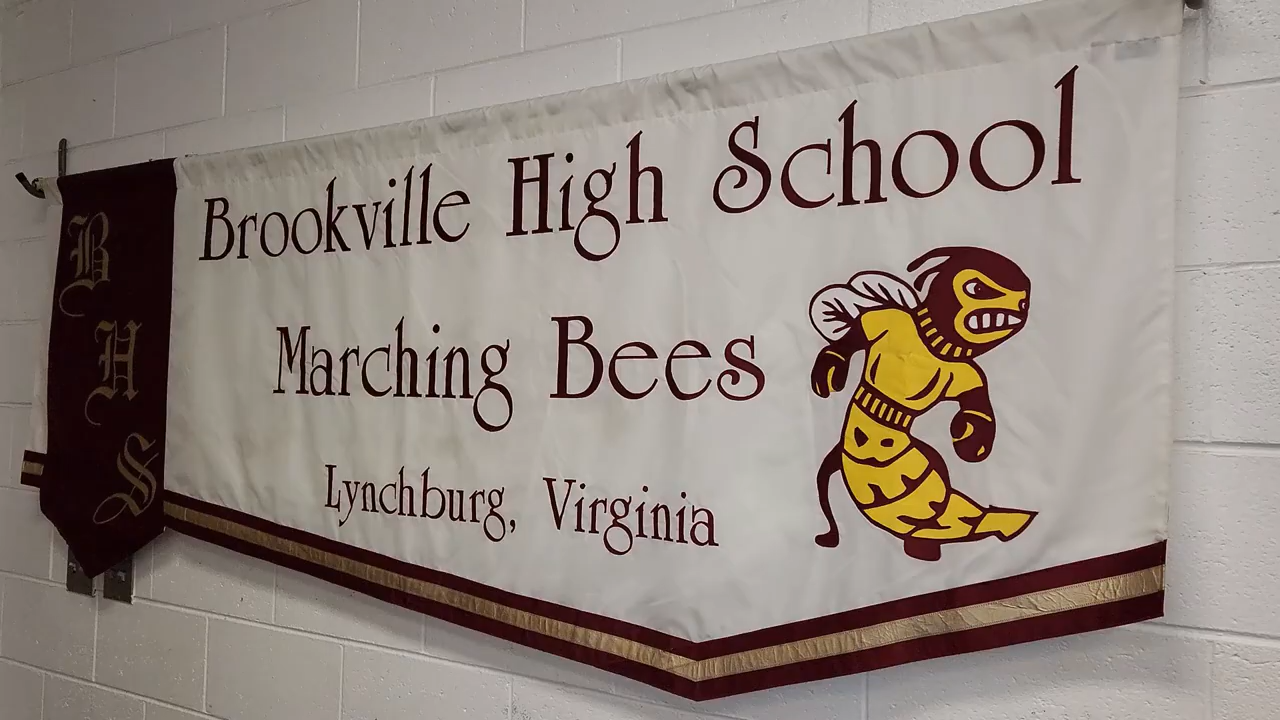 B
H
S
Brookville High School
Marching Bees
Lynchburg, Virginia